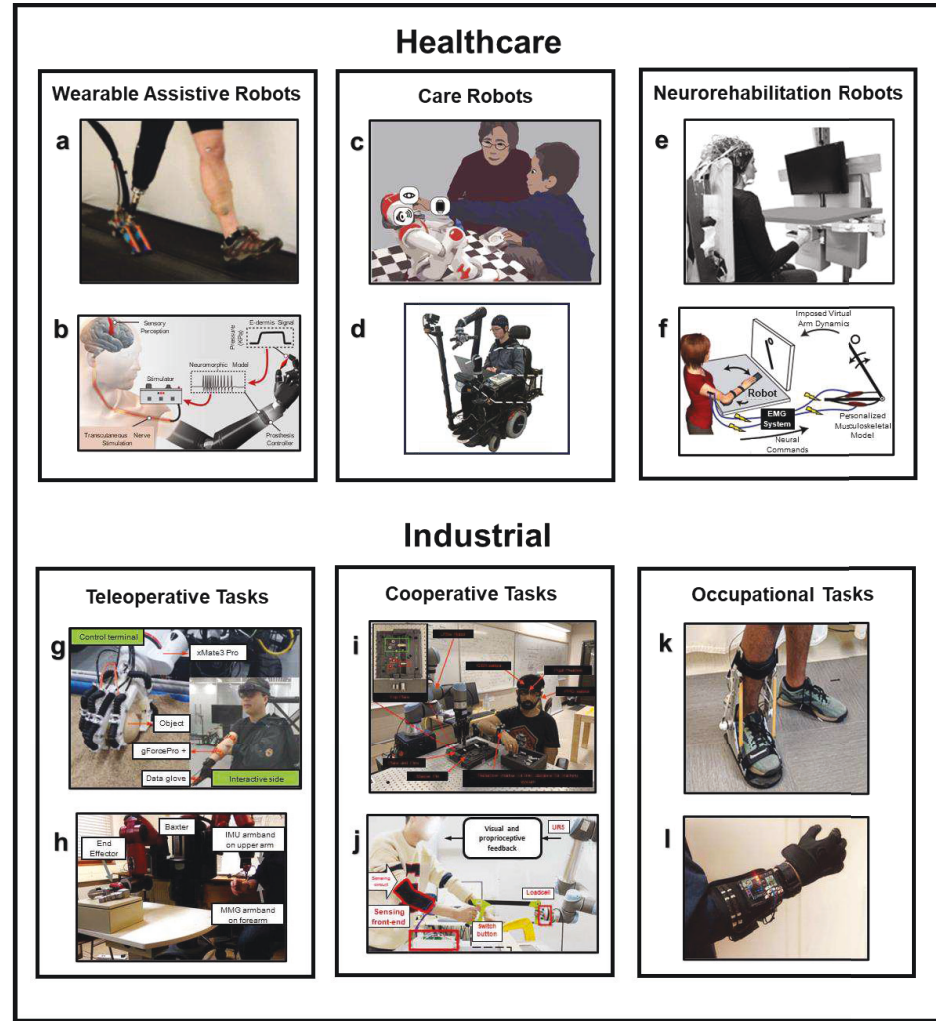 Healthcare
Wearable Assistive Robots
a
b
Sensory
Perception
E-dermis Signal
Pressure
(kPa)
Neuromorphic Model
Stimulator
Transcutaneous Nerve
Stimulation
Prosthesis
Controller
Care Robots
c
d
Neurorehabilitation Robots
e
f
Imposed Virtual
Arm Dynamics
Robot
EMG
System
Neural
Commands
Personalized
Musculoskeletal
Model
Industrial
Teleoperative Tasks
g
Control terminal
xMate3 Pro
Object
gForcePro +
Data glove
Interactive side
h
End
Effector
Baxter
IMU armband
on upper arm
MMG armband
on forearm
Cooperative Tasks
i
j
Visual and
proprioceptive
feedback
UR5
Sensing
circuit
Sensing
front-end
Loadcell
Switch
button
Occupational Tasks
k
l